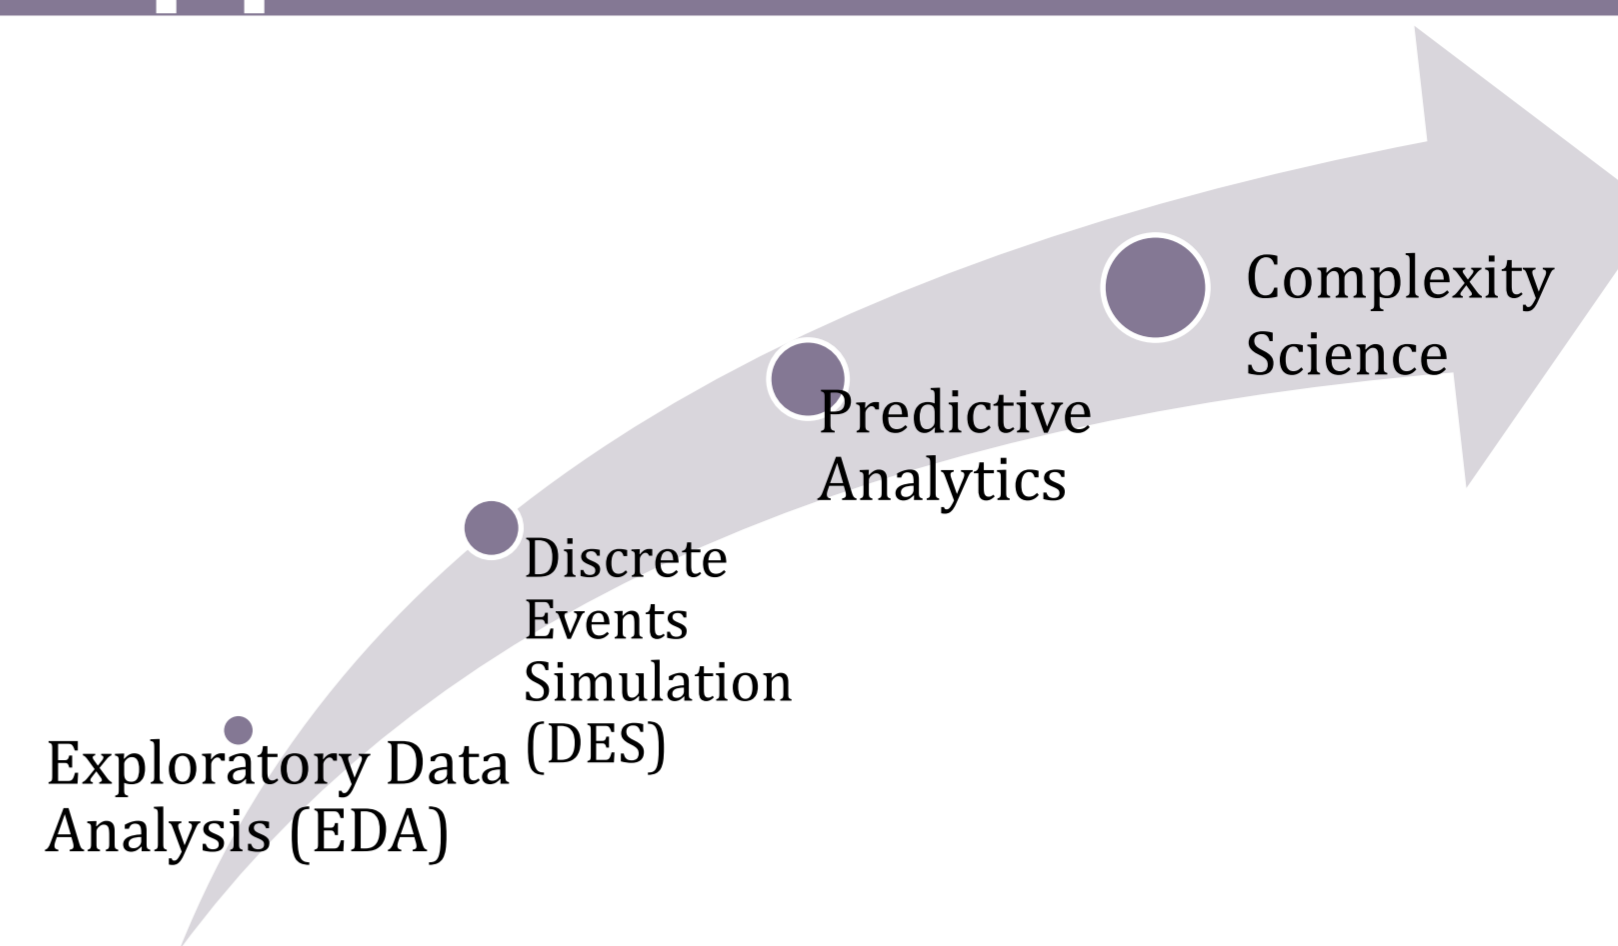 Exploratory Data
Analysis (EDA)
Discrete
Events
Simulation
(DES)
Predictive
Analytics
Complexity
Science